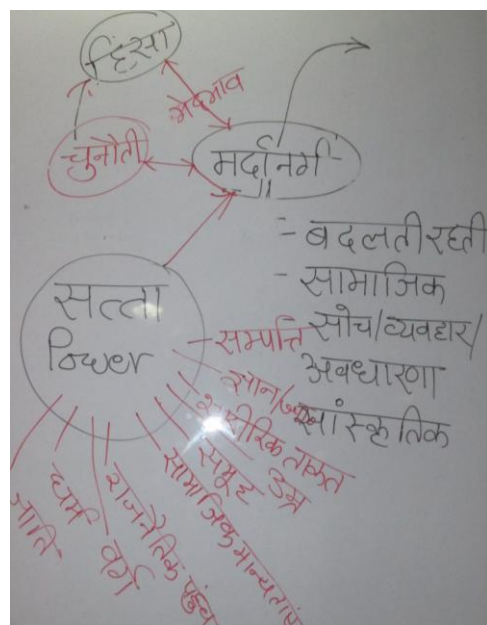 हिंसा
भेदभाव
चुनौती
मर्दानगी
- बदलती रहती
- सामाजिक
सोच/व्यवहार/
अवधारणा
सांस्कृतिक
सत्ता
Power
- सम्पत्ति
ज्ञान/
शारीरिक ताकत
उम्र
समूह
सामाजिक मान्यताएं
राजनैतिक पहुंच
वर्ग
धर्म
जाति